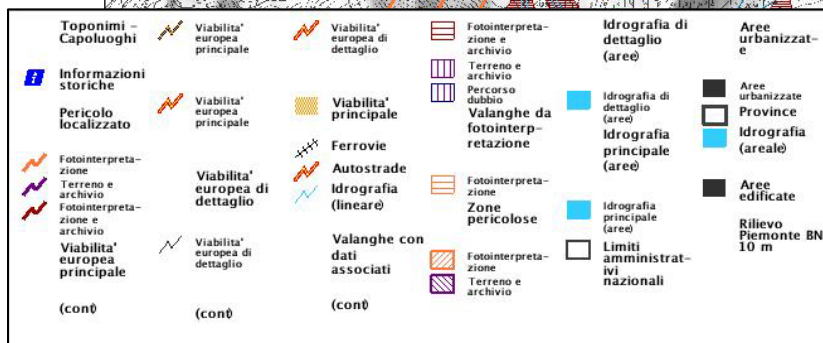 Toponimi -
Capoluoghi
Informazioni
storiche
Pericolo
localizzato
Fotointerpreta-
zione
Terreno e
archivio
Fotointerpreta-
zione e
archivio
Viabilita'
europea
principale
(cont)
Viabilita'
europea
principale
Viabilita'
europea
principale
Viabilita'
europea di
dettaglio
Viabilita'
europea di
dettaglio
(cont)
Viabilita'
europea di
dettaglio
Viabilita'
principale
Ferrovie
Autostrade
Idrografia
(lineare)
Valanghe con
dati
associati
(cont)
Fotointerpreta-
zione e
archivio
Terreno e
archivio
Percorso
dubbio
Valanghe da
fotointerp-
retazione
Fotointerpreta-
zione
Zone
pericolose
Fotointerpreta-
zione
Terreno e
archivio
Idrografia di
dettaglio
(aree)
Idrografia di
dettaglio
(aree)
Idrografia
principale
(aree)
Idrografia
principale
(aree)
Limiti
amministrat-
ivi
nazionali
Aree
urbanizzat-
e
Aree
urbanizzate
Province
Idrografia
(areale)
Aree
edificate
Rilievo
Piemonte BN
10 m